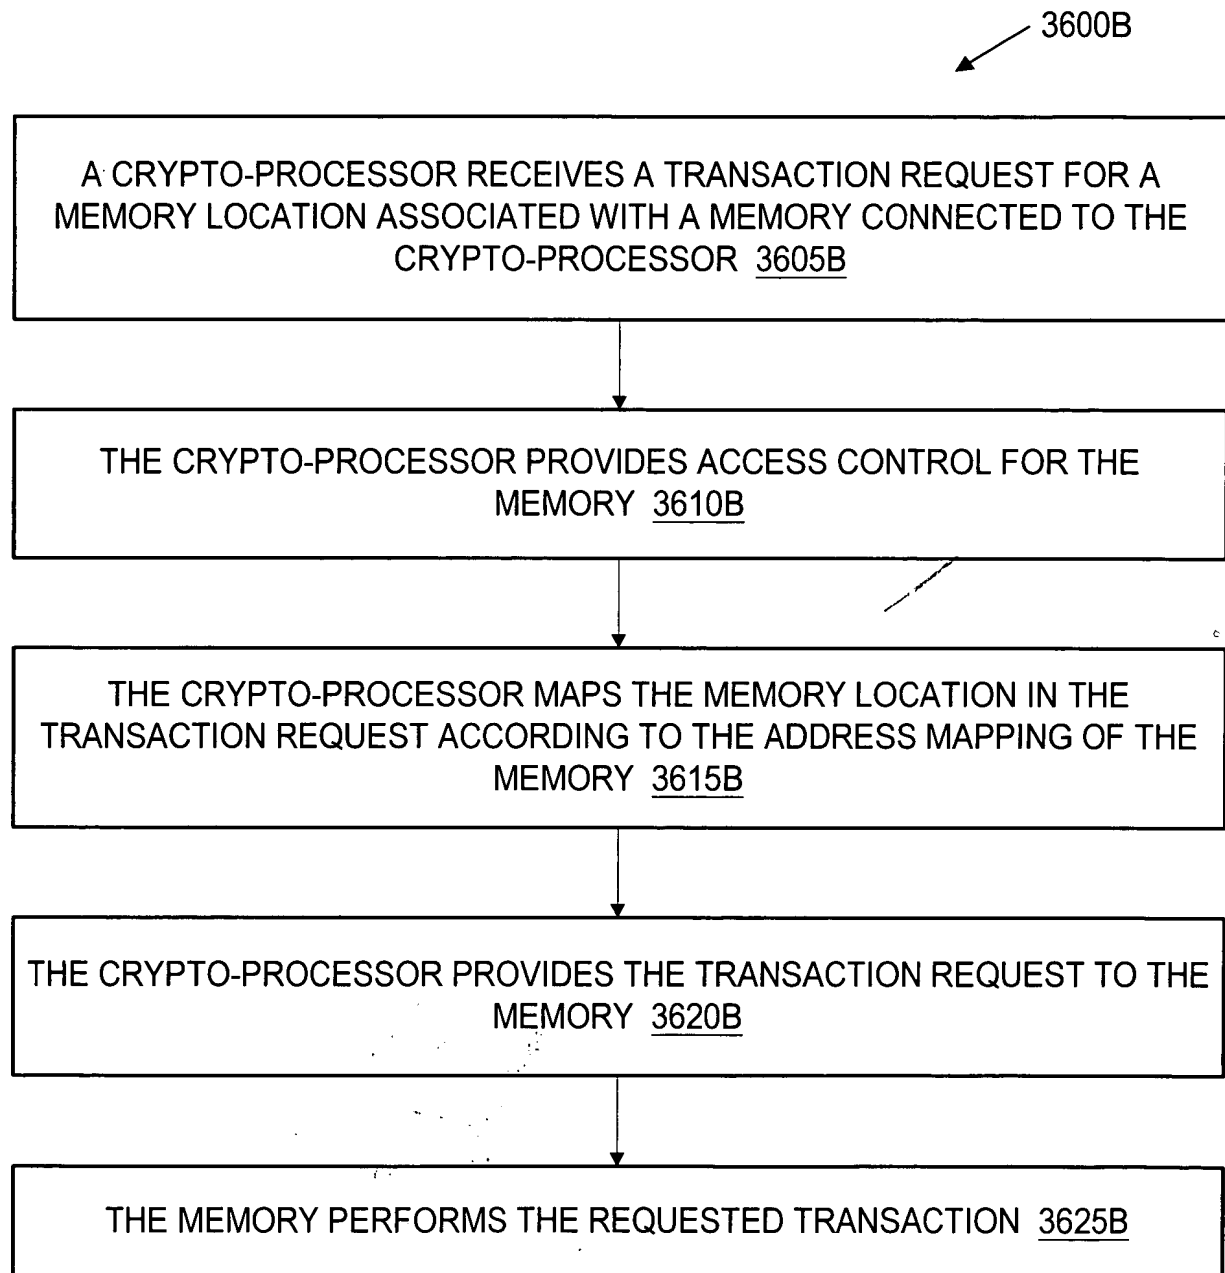 3600B
A CRYPTO-PROCESSOR RECEIVES A TRANSACTION REQUEST FOR A
MEMORY LOCATION ASSOCIATED WITH A MEMORY CONNECTED TO THE
CRYPTO-PROCESSOR 3605B
THE CRYPTO-PROCESSOR PROVIDES ACCESS CONTROL FOR THE
MEMORY 3610B
THE CRYPTO-PROCESSOR MAPS THE MEMORY LOCATION IN THE
TRANSACTION REQUEST ACCORDING TO THE ADDRESS MAPPING OF THE
MEMORY 3615B
THE CRYPTO-PROCESSOR PROVIDES THE TRANSACTION REQUEST TO THE
MEMORY 3620B
THE MEMORY PERFORMS THE REQUESTED TRANSACTION 3625B